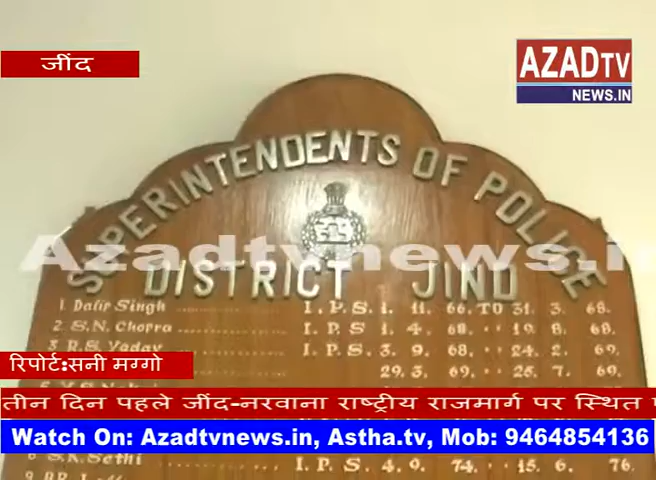 जींद
AZAD TV
NEWS.IN
SUPERINTENDENTS OF POLICE
DISTRICT JIND
Azadtvnews.in
1 Dalip Singh I. P. S. 1. 11. 66. TO 31. 3. 68.
2 S.N. Chopra I. P. S 1. 4. 68. 19. 8. 68.
3 R.S. Yadav I. P. S. 3. 9. 68. 24. 2. 69.
29. 3. 69. 25. 7. 69.
रिपोर्ट:सनी मग्गो
तीन दिन पहले जींद-नरवाना राष्ट्रीय राजमार्ग पर स्थित
Watch On: Azadtvnews.in, Astha.tv, Mob: 9464854136
S.K. Sethi I. P. S. 4. 9. 74. 15. 6. 76.